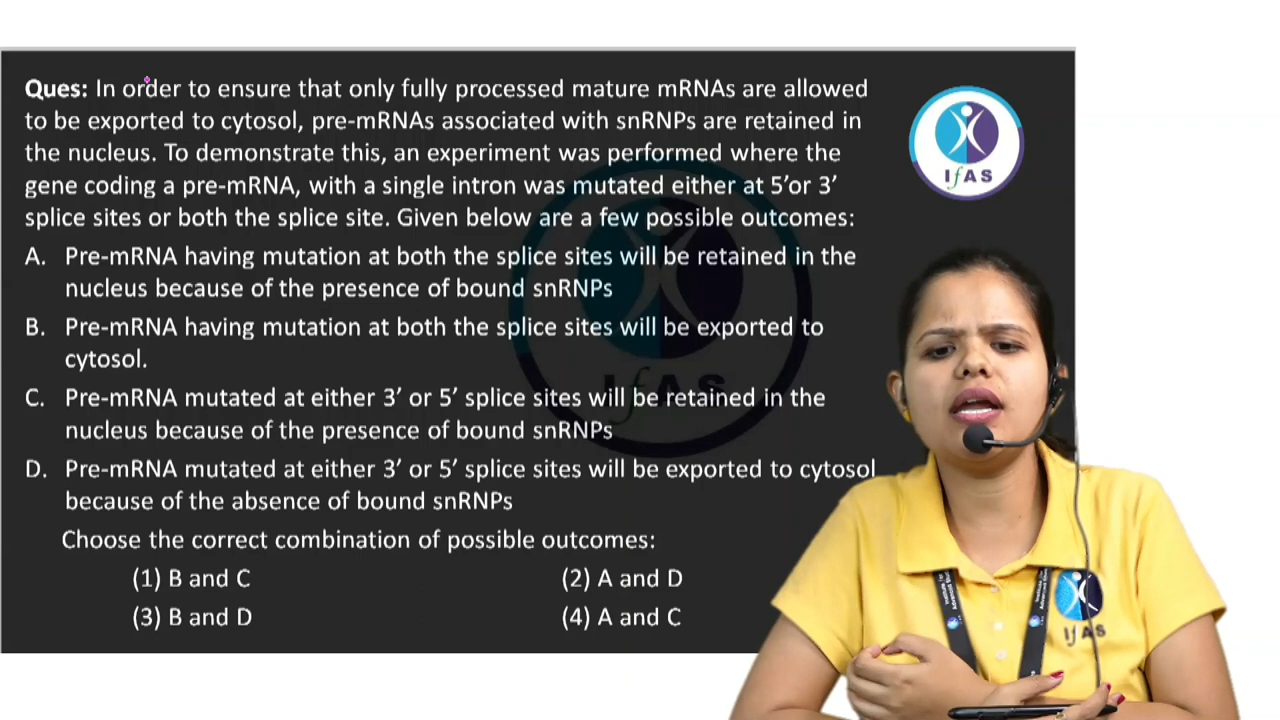 Ques: In order to ensure that only fully processed mature mRNAs are allowed
to be exported to cytosol, pre-mRNAs associated with snRNPs are retained in
the nucleus. To demonstrate this, an experiment was performed where the
gene coding a pre-mRNA, with a single intron was mutated either at 5’or 3’
splice sites or both the splice site. Given below are a few possible outcomes:
A. Pre-mRNA having mutation at both the splice sites will be retained in the
nucleus because of the presence of bound snRNPs
B. Pre-mRNA having mutation at both the splice sites will be exported to
cytosol.
C. Pre-mRNA mutated at either 3’ or 5’ splice sites will be retained in the
nucleus because of the presence of bound snRNPs
D. Pre-mRNA mutated at either 3’ or 5’ splice sites will be exported to cytosol
because of the absence of bound snRNPs
Choose the correct combination of possible outcomes:
(1) B and C (2) A and D
(3) B and D (4) A and C
IfAS
IfAS
IfAS